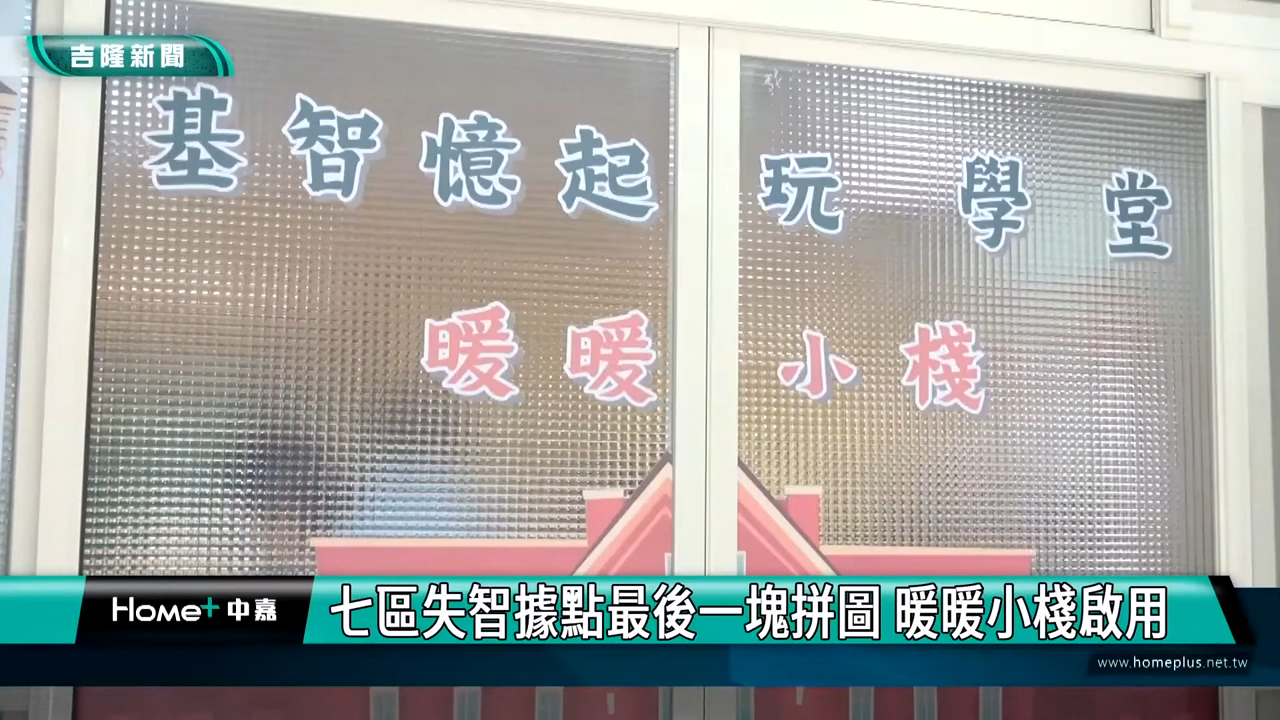 吉隆新聞
基智憶起玩學堂
暖暖小棧
Home+中嘉
七區失智據點最後一塊拼圖 暖暖小棧啟用
www.homeplus.net.tw